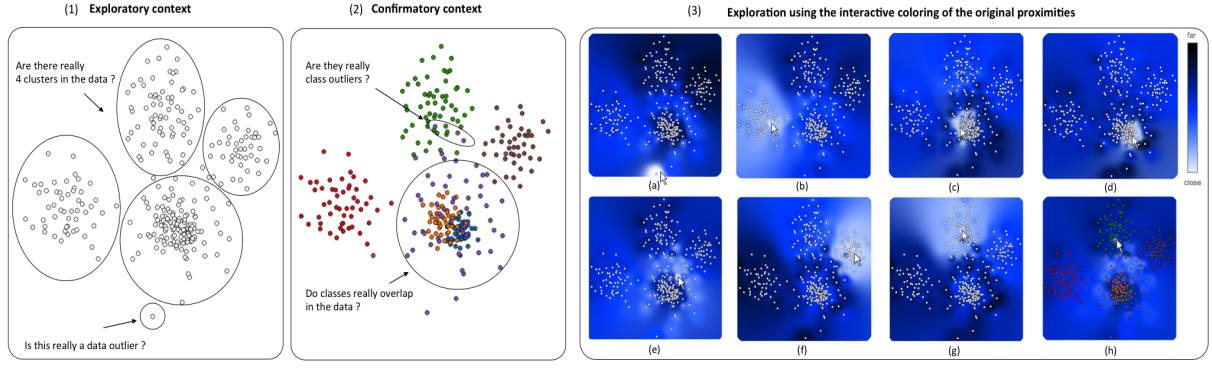 (1) Exploratory context
Are there really
4 clusters in the data ?
Is this really a data outlier ?
(2) Confirmatory context
Are they really
class outliers ?
Do classes really overlap
in the data ?
(3) Exploration using the interactive coloring of the original proximities
(a)
(b)
(c)
(d)
far
close
(e)
(f)
(g)
(h)